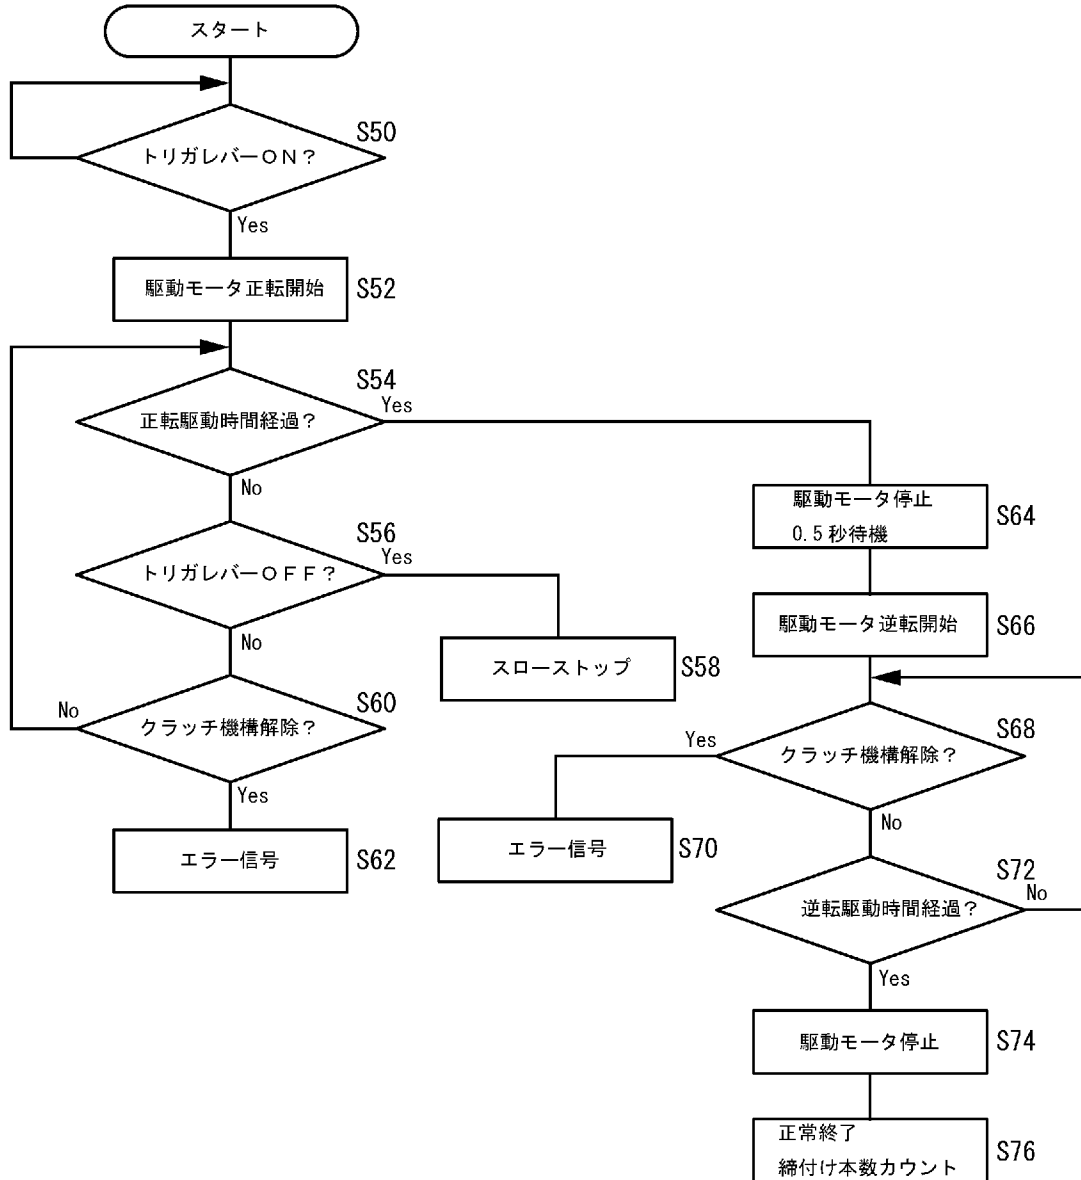 スタート
S50
トリガレバーON?
Yes
駆動モータ正転開始
S52
S54
正転駆動時間経過?
Yes
No
駆動モータ停止
0.5秒待機
S64
S56
トリガレバーOFF?
Yes
No
駆動モータ逆転開始
S66
スローストップ
S58
S60
クラッチ機構解除?
No
Yes
S68
クラッチ機構解除?
Yes
No
エラー信号
S62
エラー信号
S70
S72
逆転駆動時間経過?
No
Yes
駆動モータ停止
S74
正常終了
締付け本数カウント
S76